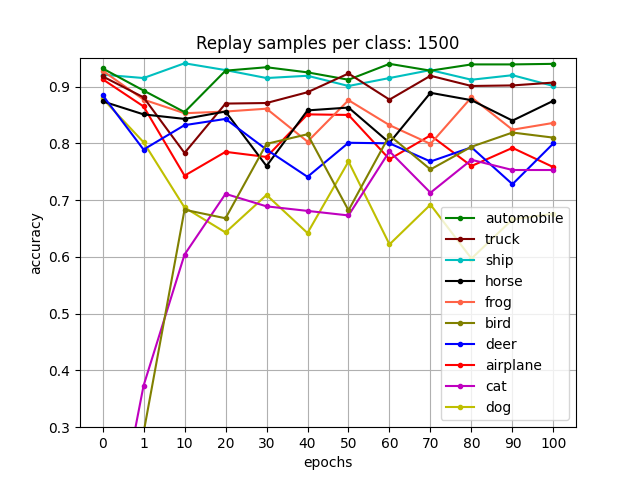 Replay samples per class: 1500
accuracy
0.9
0.8
0.7
0.6
0.5
0.4
0.3
automobile
truck
ship
horse
frog
bird
deer
airplane
cat
dog
0 1 10 20 30 40 50 60 70 80 90 100
epochs